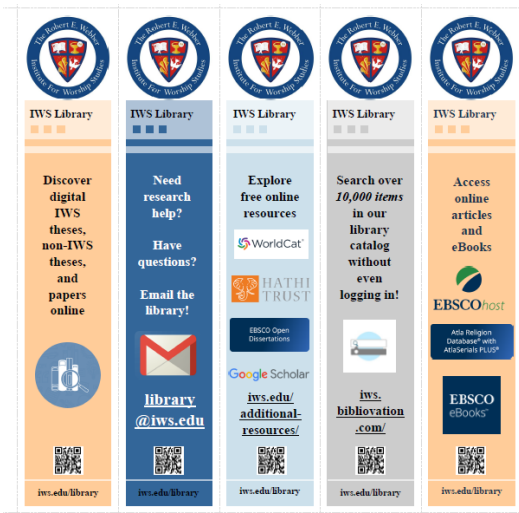 The Robert E. Webber
Institute For Worship Studies
IWS Library
Discover
digital
IWS
theses,
non-IWS
theses,
and
papers
online
iws.edu/library
The Robert E. Webber
Institute For Worship Studies
IWS Library
Need
research
help?
Have
questions?
Email the
library!
library
@iws.edu
iws.edu/library
The Robert E. Webber
Institute For Worship Studies
IWS Library
Explore
free online
resources
WorldCat®
HATHI
TRUST
EBSCO Open
Dissertations
Google Scholar
iws.edu/
additional-
resources/
iws.edu/library
The Robert E. Webber
Institute For Worship Studies
IWS Library
Search over
10,000 items
in our
library
catalog
without
even
logging in!
iws.
bibliovation
.com/
iws.edu/library
The Robert E. Webber
Institute For Worship Studies
IWS Library
Access
online
articles
and
eBooks
EBSCOhost
Atla Religion
Database® with
AtlaSerials PLUS®
EBSCO
eBooks™
iws.edu/library